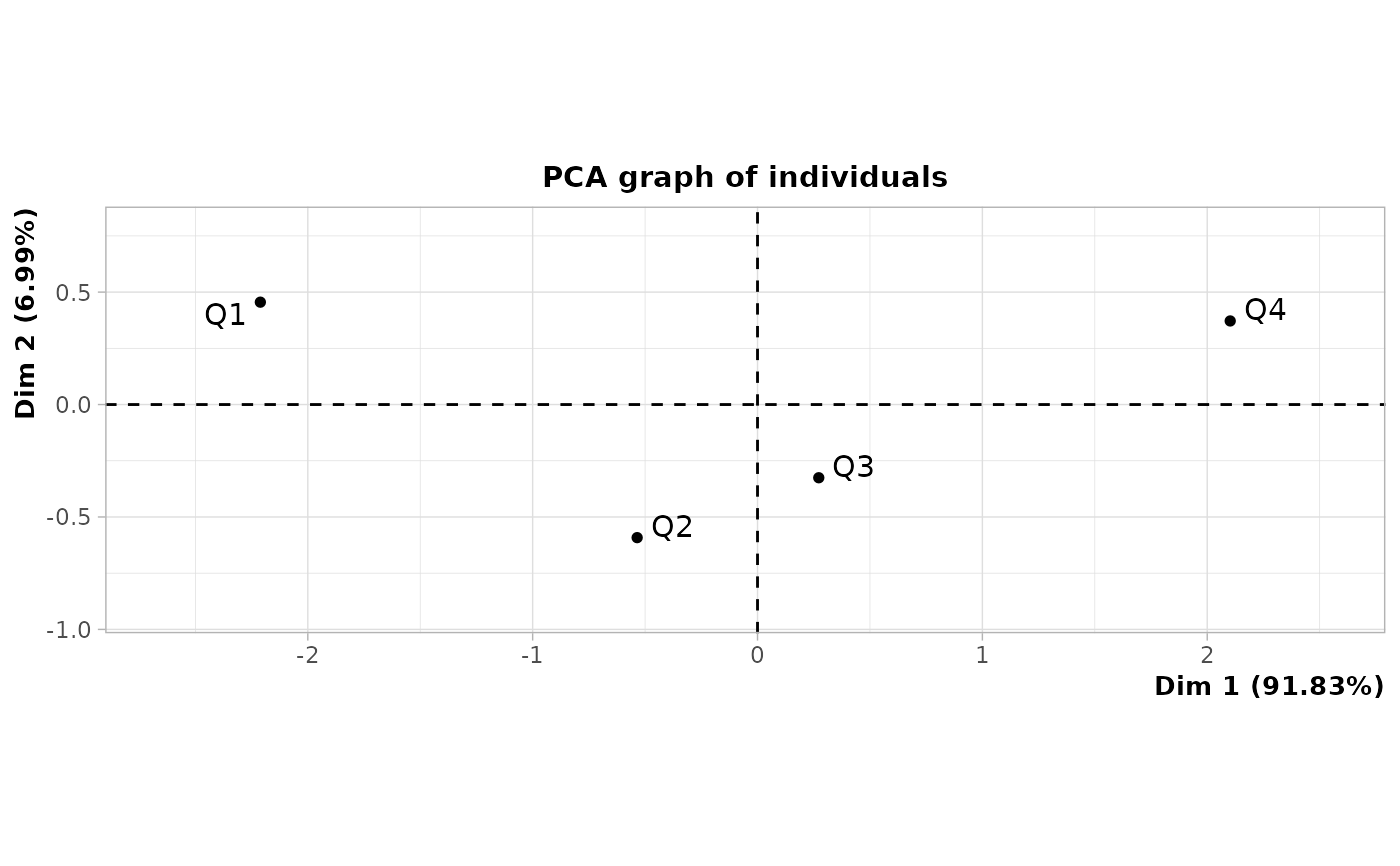 PCA graph of individuals
Dim 2 (6.99%)
0.5
0.0
-0.5
-1.0
Q1
Q4
Q3
Q2
-2
-1
0
1
2
Dim 1 (91.83%)